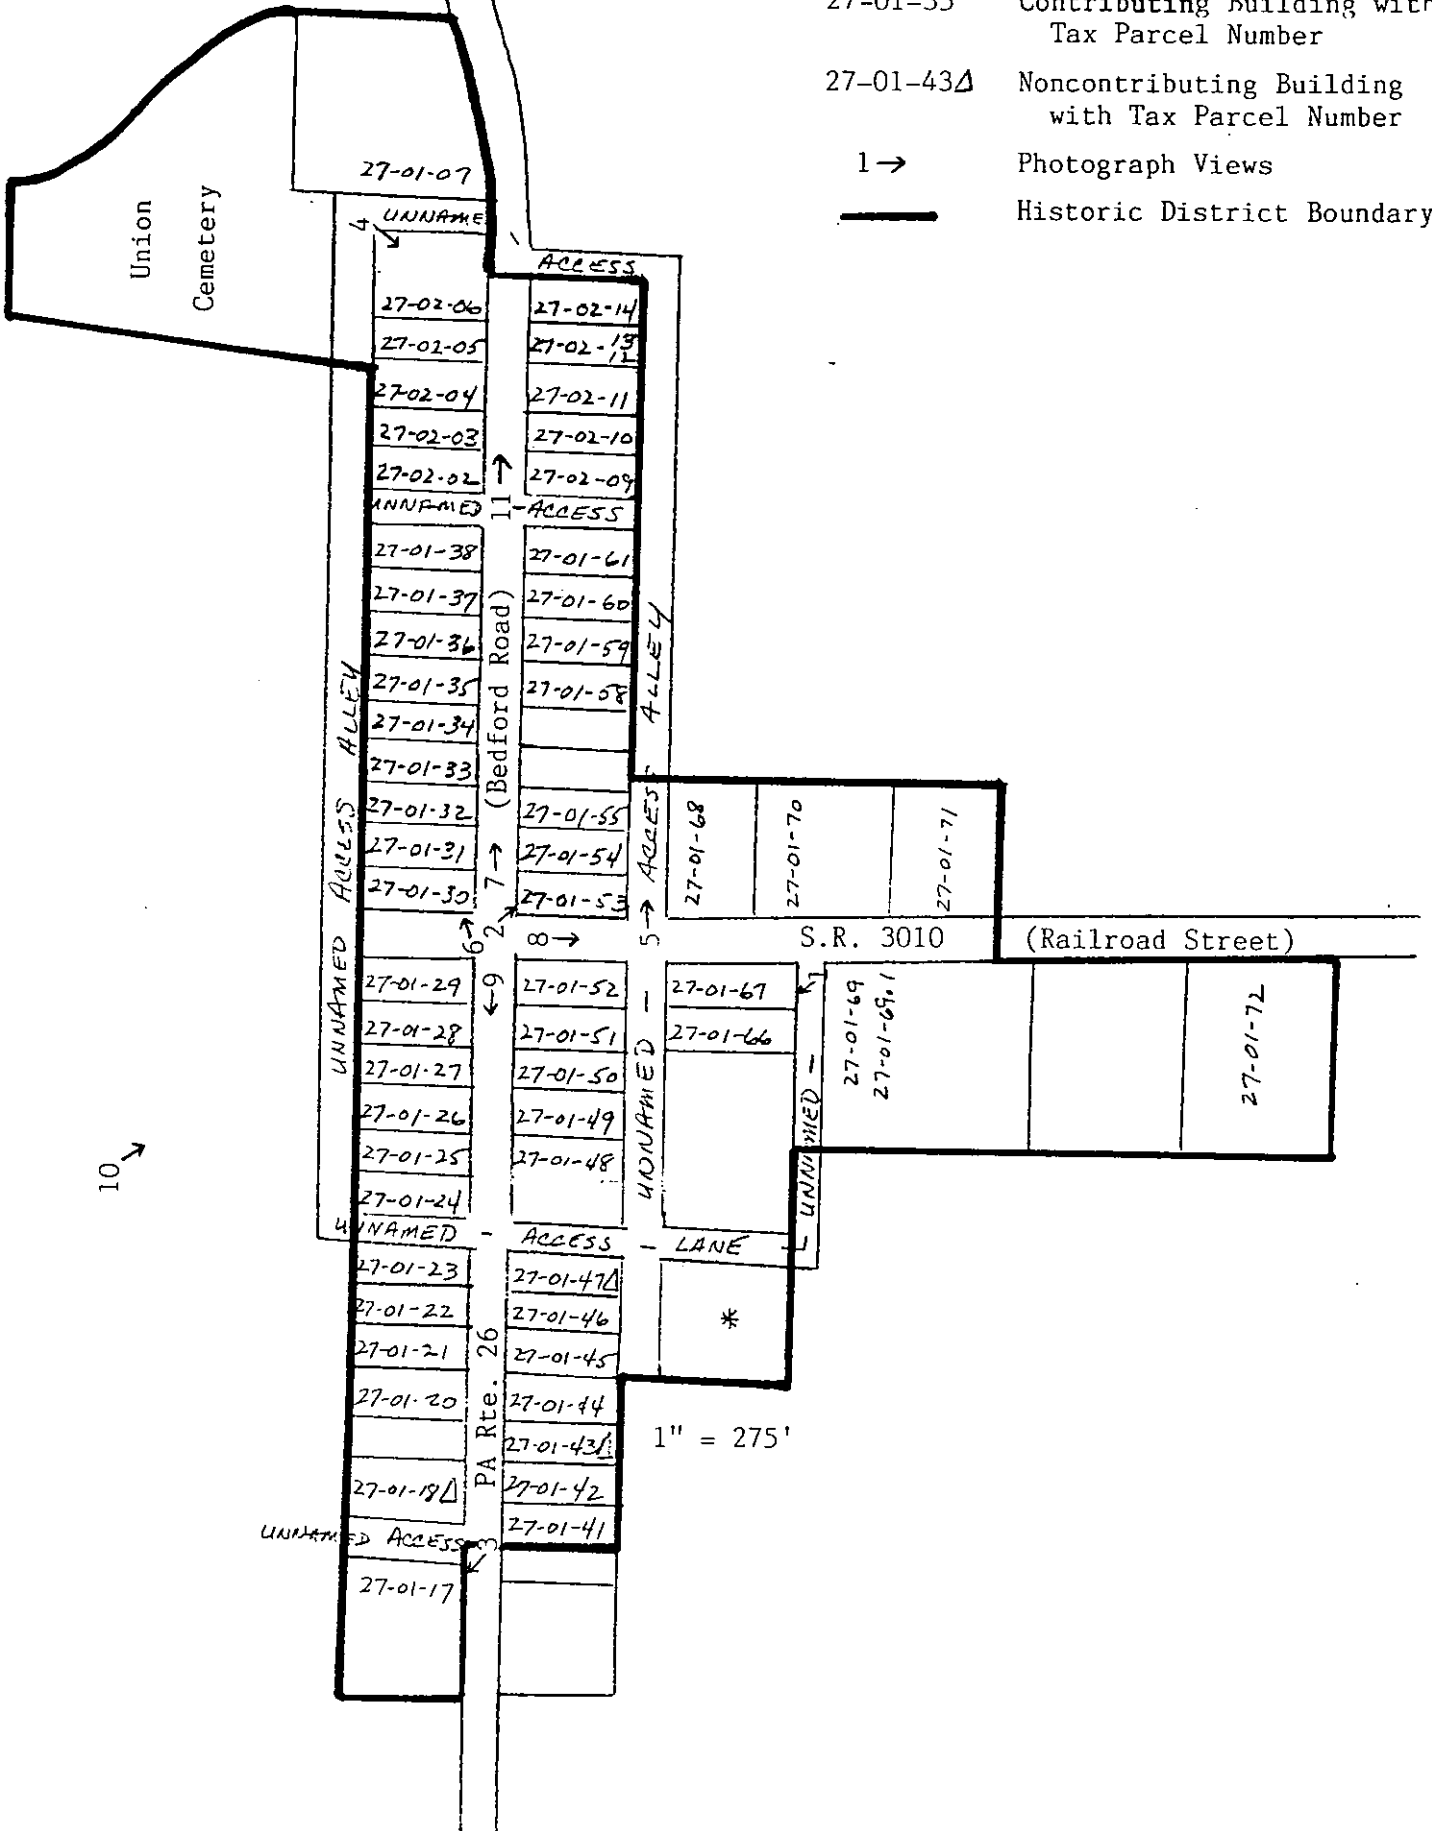 27-01-35 Contributing Building with
Tax Parcel Number
27-01-43Δ Noncontributing Building
with Tax Parcel Number
1→ Photograph Views
Historic District Boundary
Union
Cemetery
27-01-07
4 UNNAME
ACCESS
27-02-06 27-02-14
27-02-05 27-02-13
12
27-02-04 27-02-11
27-02-03 27-02-10
27-02-02 27-02-09
UNNAMED - ACCESS
11→
27-01-38 27-01-61
27-01-37 27-01-60
27-01-36 27-01-59
27-01-35 27-01-58
27-01-34
27-01-33
27-01-32 27-01-55
27-01-31 27-01-54
27-01-30 27-01-53
(Bedford Road)
UNNAMED ACCESS ALLEY
UNNAMED - ACCESS ALLEY
27-01-68
27-01-70
27-01-71
6→
2
7→
8→
5→
←9
S.R. 3010 (Railroad Street)
27-01-29 27-01-52 27-01-67
1
27-01-28 27-01-51 27-01-66
27-01-27 27-01-50
27-01-26 27-01-49
27-01-25 27-01-48
27-01-24
27-01-69
27-01-69.1
27-01-72
UNNAMED -
10
UNNAMED - ACCESS - LANE
27-01-23 27-01-47Δ
27-01-22 27-01-46
27-01-21 27-01-45
*
27-01-20 27-01-44
27-01-43Δ
27-01-18Δ 27-01-42
27-01-41
PA Rte. 26
1" = 275'
UNNAMED ACCESS 3
27-01-17